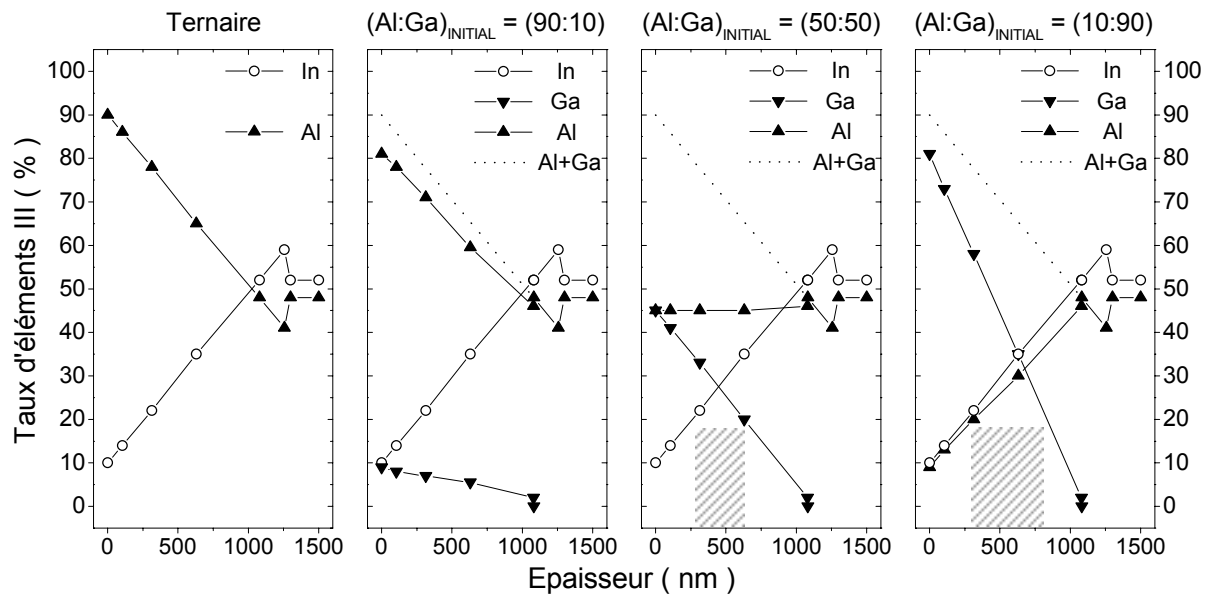 Ternaire
(Al:Ga)INITIAL = (90:10)
(Al:Ga)INITIAL = (50:50)
(Al:Ga)INITIAL = (10:90)
Taux d'éléments III ( % )
100
90
80
70
60
50
40
30
20
10
0
In
Al
In
Ga
Al
Al+Ga
In
Ga
Al
Al+Ga
In
Ga
Al
Al+Ga
100
90
80
70
60
50
40
30
20
10
0
0 500 1000 1500
0 500 1000 1500
0 500 1000 1500
0 500 1000 1500
Epaisseur ( nm )